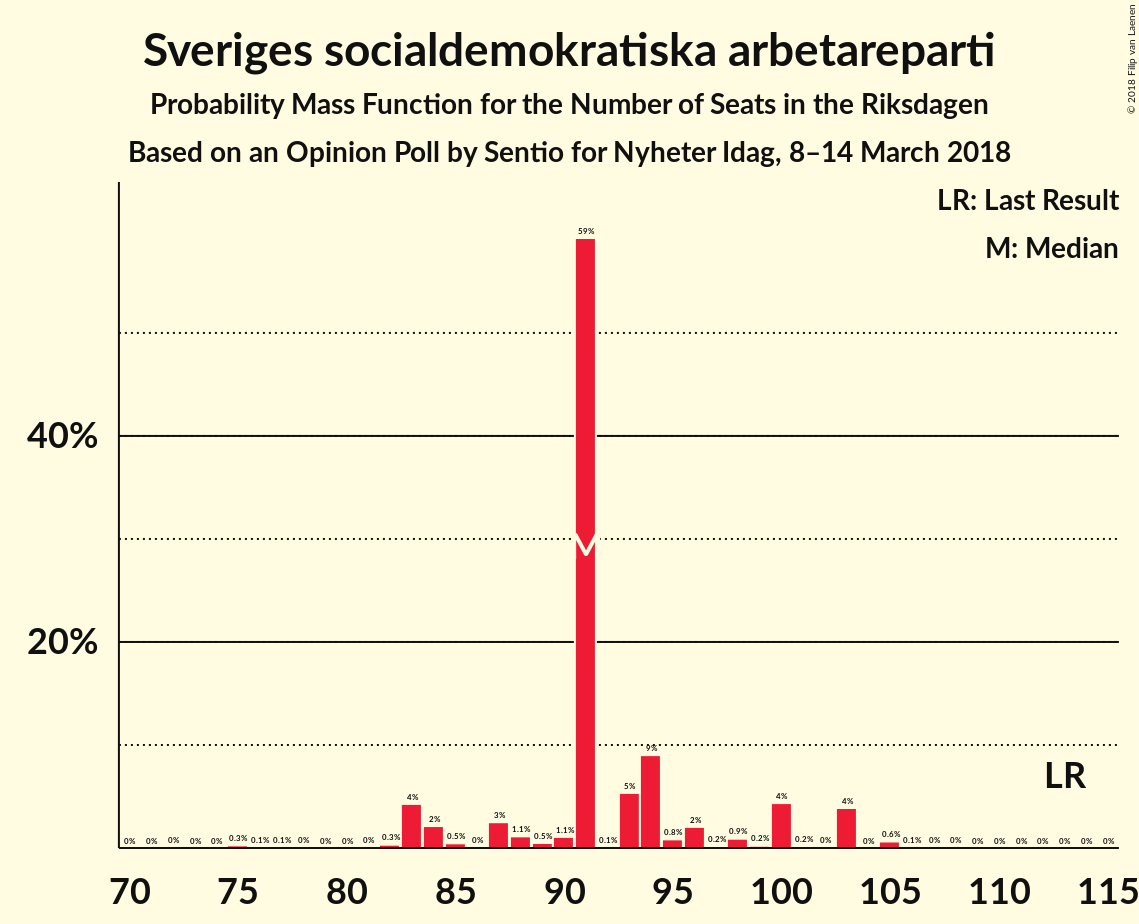 Sveriges socialdemokratiska arbetareparti
Probability Mass Function for the Number of Seats in the Riksdagen
Based on an Opinion Poll by Sentio for Nyheter Idag, 8–14 March 2018
© 2018 Filip van Laenen
LR: Last Result
M: Median
59%
40%
20%
9%
LR
5%
4% 4% 4%
3%
2% 2%
0% 0% 0% 0% 0% 0.3% 0.1% 0.1% 0% 0% 0% 0% 0.3% 0.5% 0% 1.1% 0.5% 1.1% 0.1% 0.8% 0.2% 0.9% 0.2% 0.2% 0% 0% 0.6% 0.1% 0% 0% 0% 0% 0% 0% 0% 0% 0%
70 75 80 85 90 95 100 105 110 115